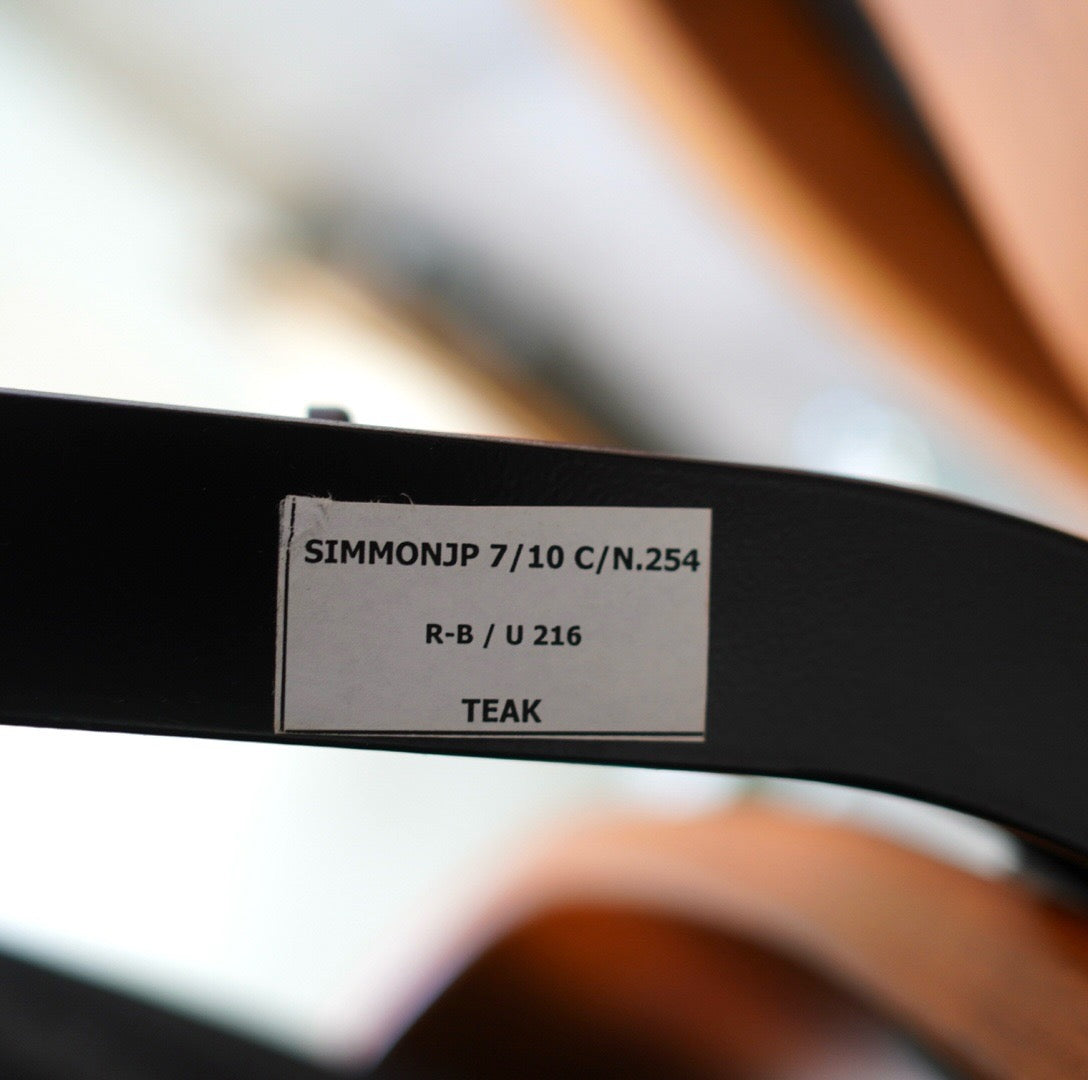 SIMMONJP 7/10 C/N.254
R-B / U 216
TEAK